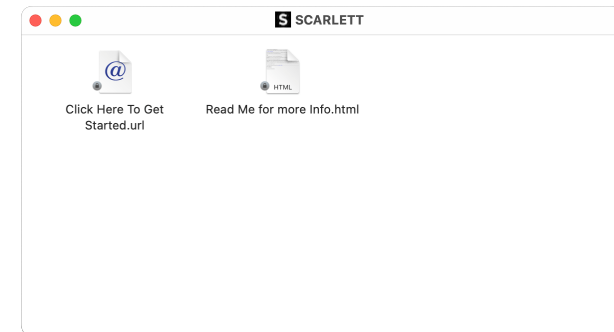 S SCARLETT
@
HTML
Click Here To Get
Started.url
Read Me for more Info.html